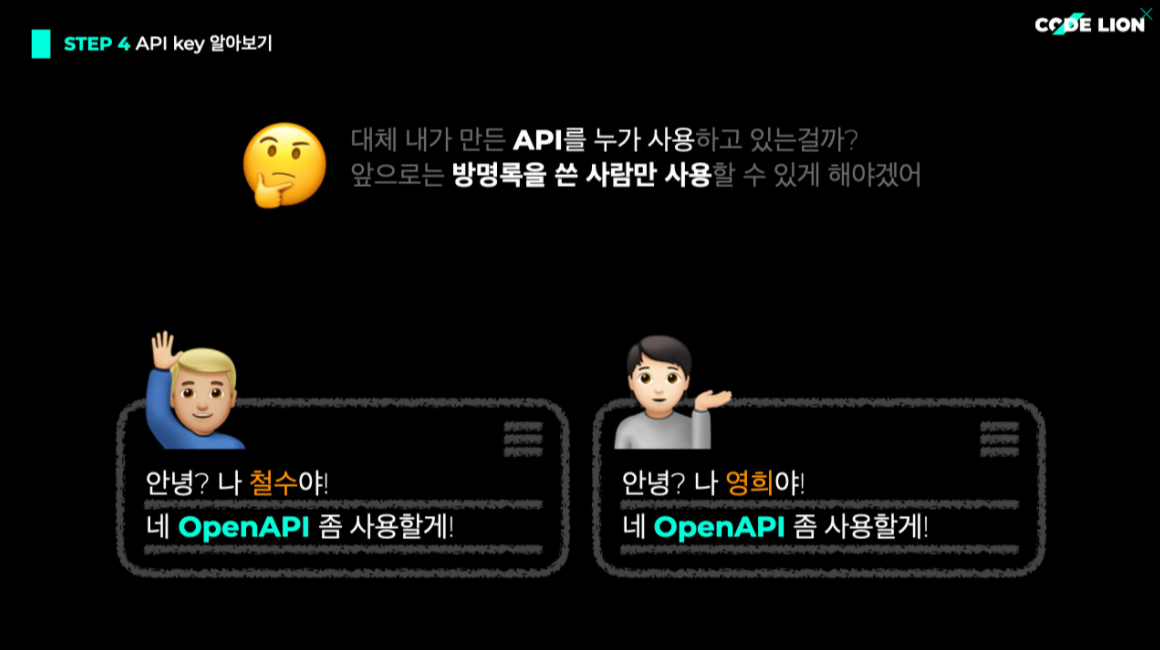 STEP 4 API key 알아보기
CODE LION
대체 내가 만든 API를 누가 사용하고 있는걸까?
앞으로는 방명록을 쓴 사람만 사용할 수 있게 해야겠어
안녕? 나 철수야!
네 OpenAPI 좀 사용할게!
안녕? 나 영희야!
네 OpenAPI 좀 사용할게!